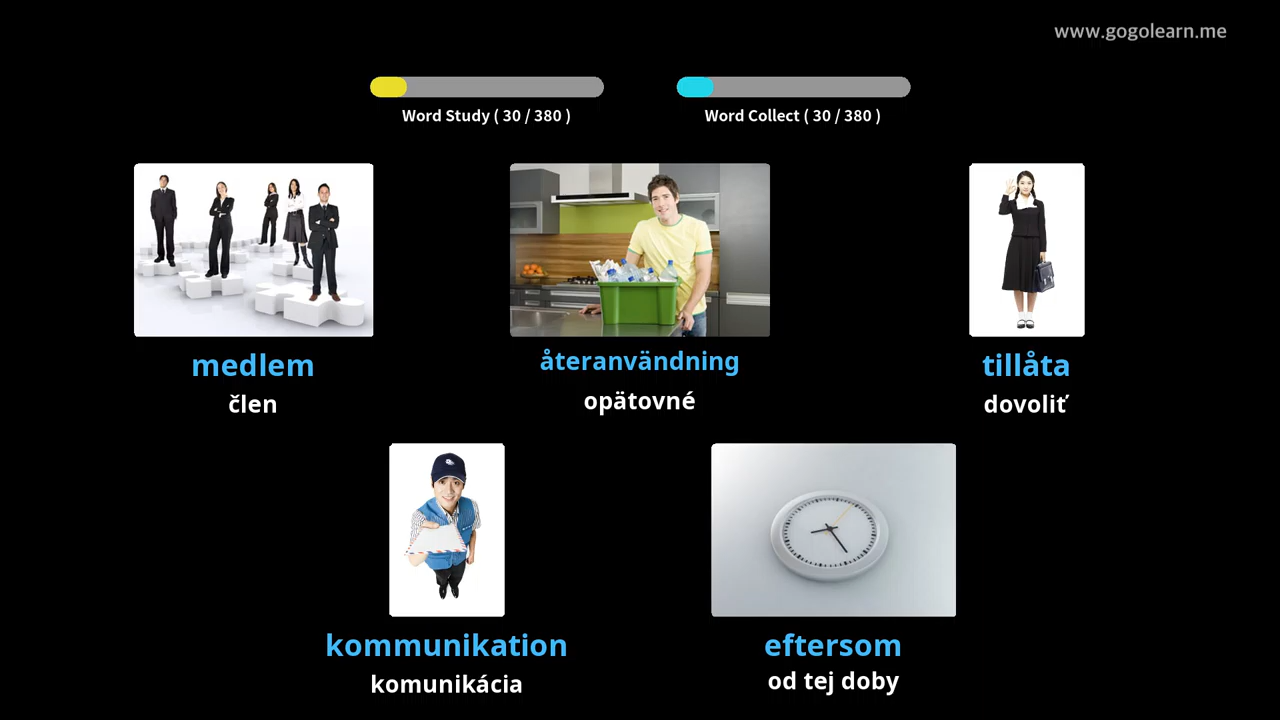 www.gogolearn.me
Word Study ( 30 / 380 )
Word Collect ( 30 / 380 )
medlem
člen
återanvändning
opätovné
tillåta
dovoliť
kommunikation
komunikácia
eftersom
od tej doby